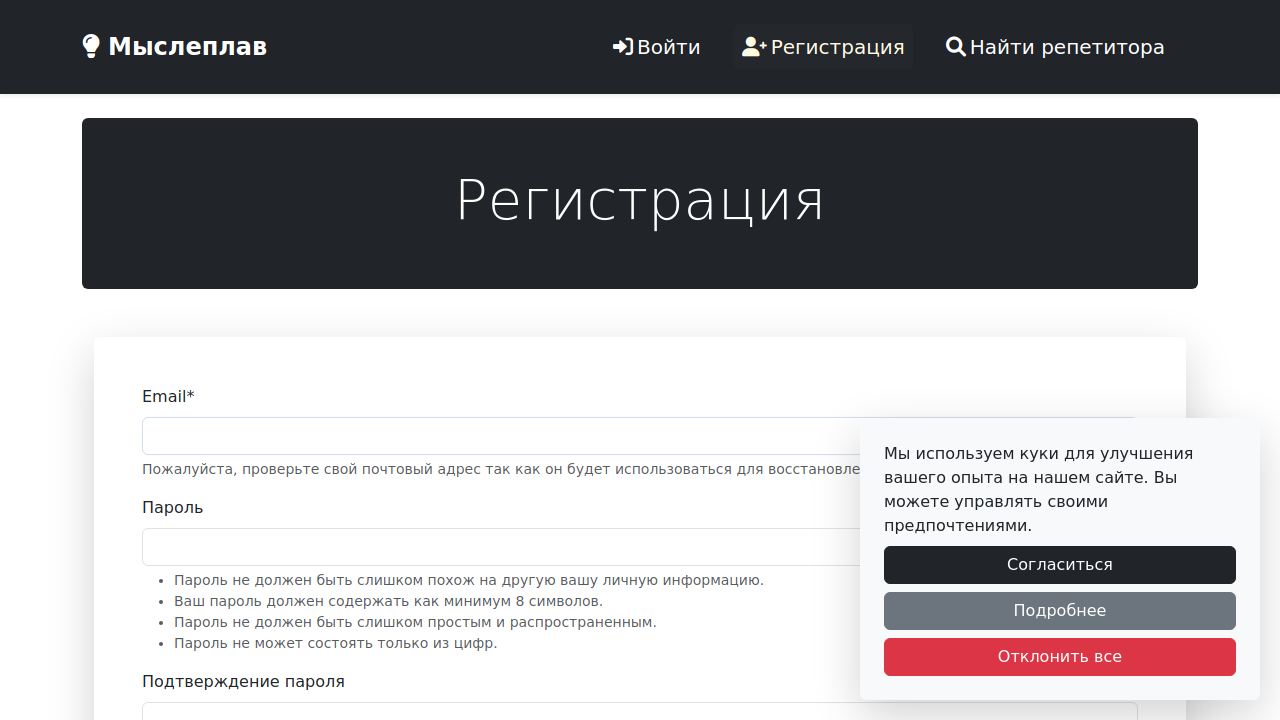 Мыслеплав
Войти
Регистрация
Найти репетитора
Регистрация
Email*
Пожалуйста, проверьте свой почтовый адрес так как он будет использоваться для
Пароль
Пароль не должен быть слишком похож на другую вашу личную информацию.
Ваш пароль должен содержать как минимум 8 символов.
Пароль не должен быть слишком простым и распространенным.
Пароль не может состоять только из цифр.
Подтверждение пароля
Мы используем куки для улучшения
вашего опыта на нашем сайте. Вы
можете управлять своими
предпочтениями.
Согласиться
Подробнее
Отклонить все